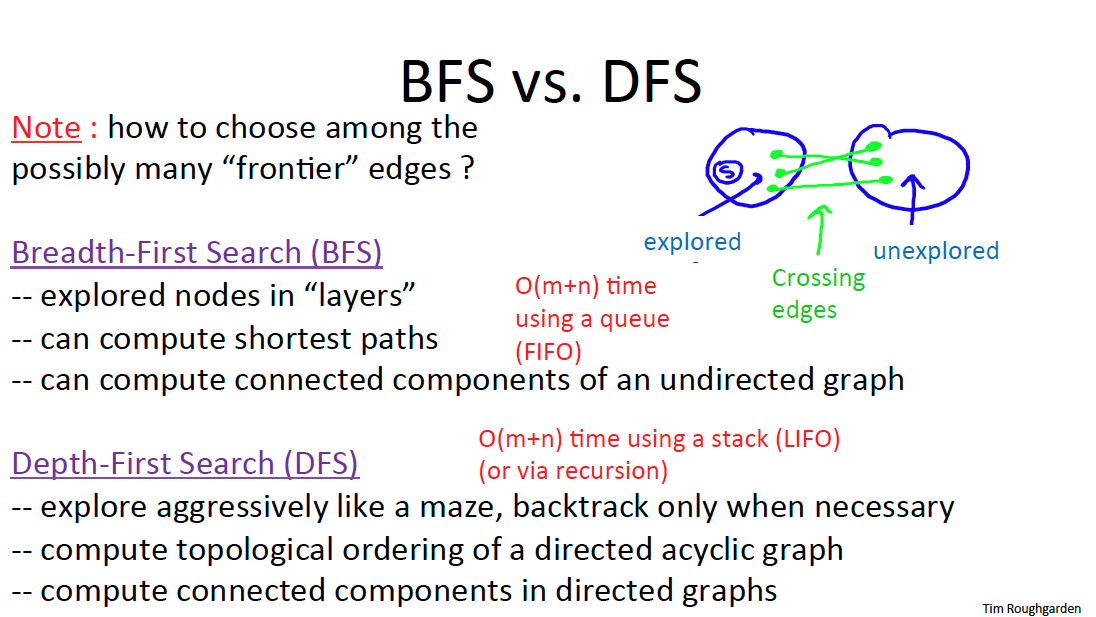 BFS vs. DFS
Note : how to choose among the
possibly many “frontier” edges ?
S
explored
unexplored
Crossing
edges
Breadth-First Search (BFS)
-- explored nodes in “layers”
-- can compute shortest paths
O(m+n) time
using a queue
(FIFO)
-- can compute connected components of an undirected graph
O(m+n) time using a stack (LIFO)
(or via recursion)
Depth-First Search (DFS)
-- explore aggressively like a maze, backtrack only when necessary
-- compute topological ordering of a directed acyclic graph
-- compute connected components in directed graphs
Tim Roughgarden